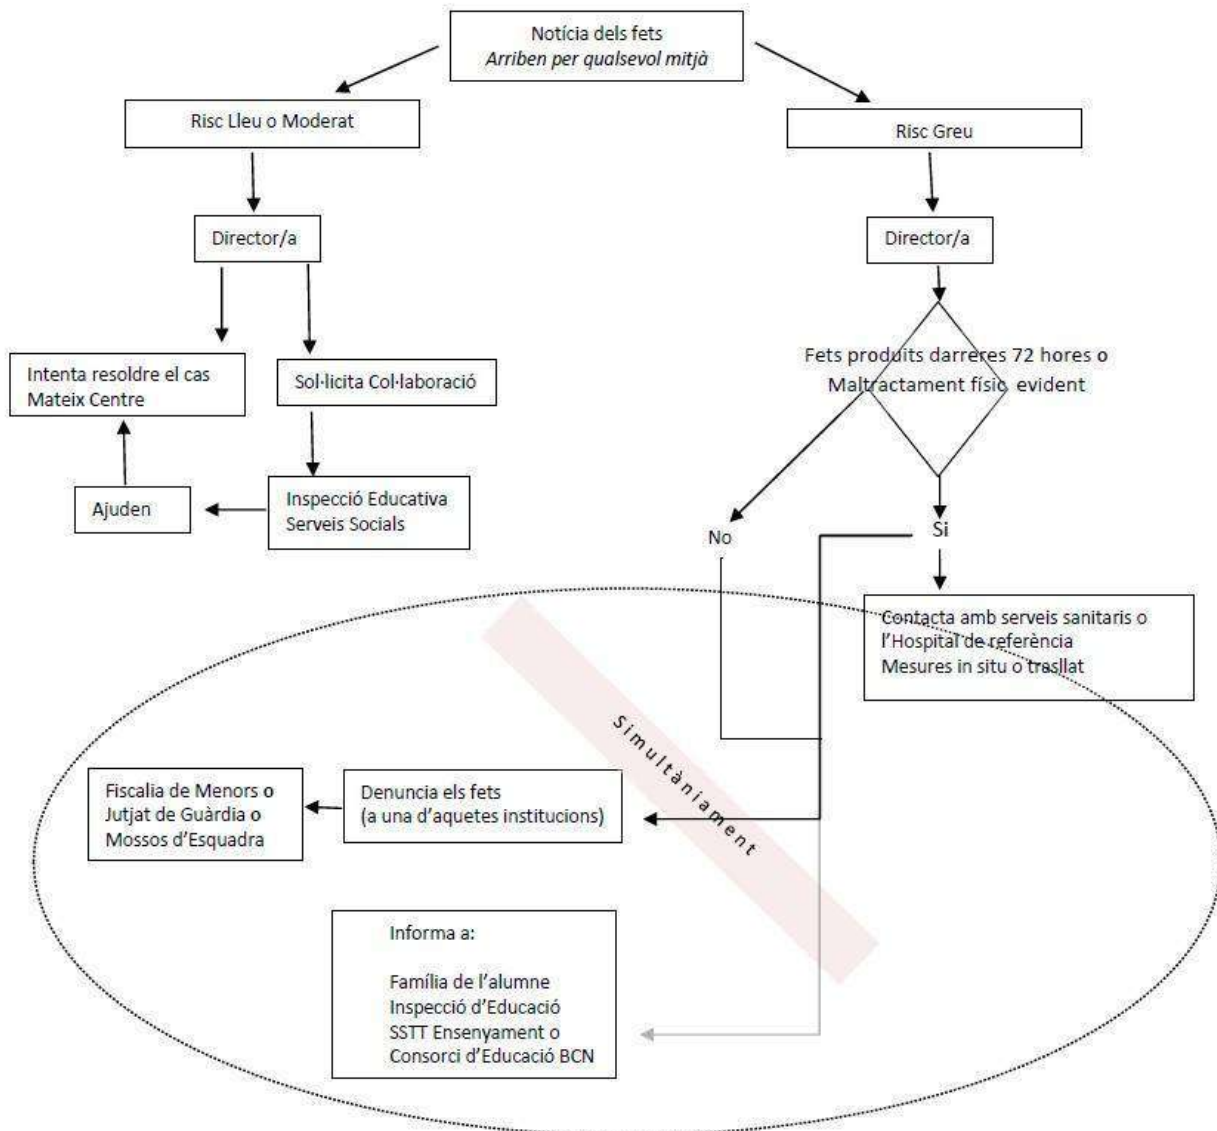 Notícia dels fets
Arriben per qualsevol mitjà
Risc Lleu o Moderat
Risc Greu
Director/a
Director/a
Fets produits darreres 72 hores o
Maltractament físic evident
Intenta resoldre el cas
Mateix Centre
Sol·licita Col·laboració
Ajuden
Inspecció Educativa
Serveis Socials
No
Si
Contacta amb serveis sanitaris o
l'Hospital de referència
Mesures in situ o trasllat
Simultàniament
Fiscalia de Menors o
Jutjat de Guàrdia o
Mossos d'Esquadra
Denuncia els fets
(a una d'aquetes institucions)
Informa a:
Família de l'alumne
Inspecció d'Educació
SSTT Ensenyament o
Consorci d'Educació BCN